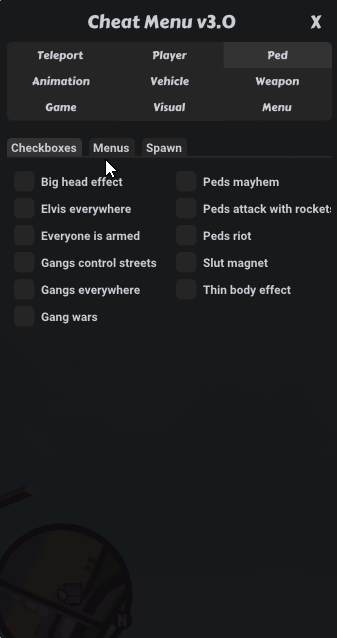 Cheat Menu v3.0 X
Teleport Player Ped
Animation Vehicle Weapon
Game Visual Menu
Checkboxes Menus Spawn
Big head effect Peds mayhem
Elvis everywhere Peds attack with rockets
Everyone is armed Peds riot
Gangs control streets Slut magnet
Gangs everywhere Thin body effect
Gang wars
N